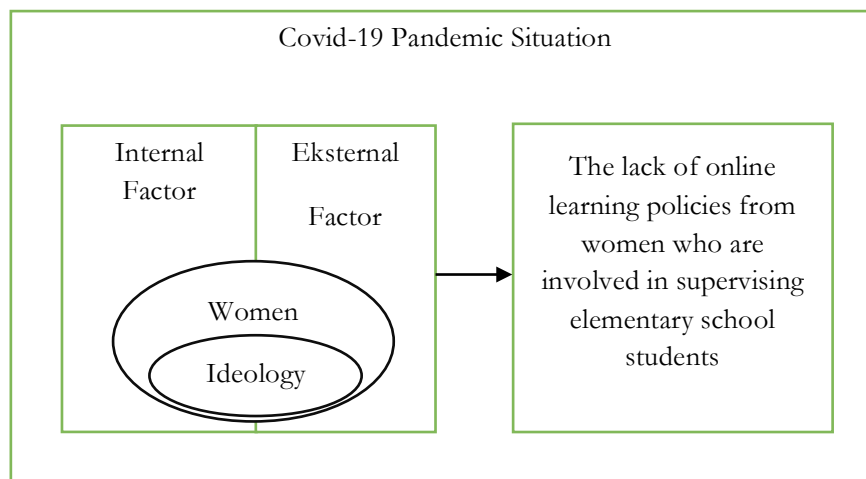 Covid-19 Pandemic Situation
Internal
Factor
Eksternal
Factor
Women
Ideology
The lack of online
learning policies from
women who are
involved in supervising
elementary school
students